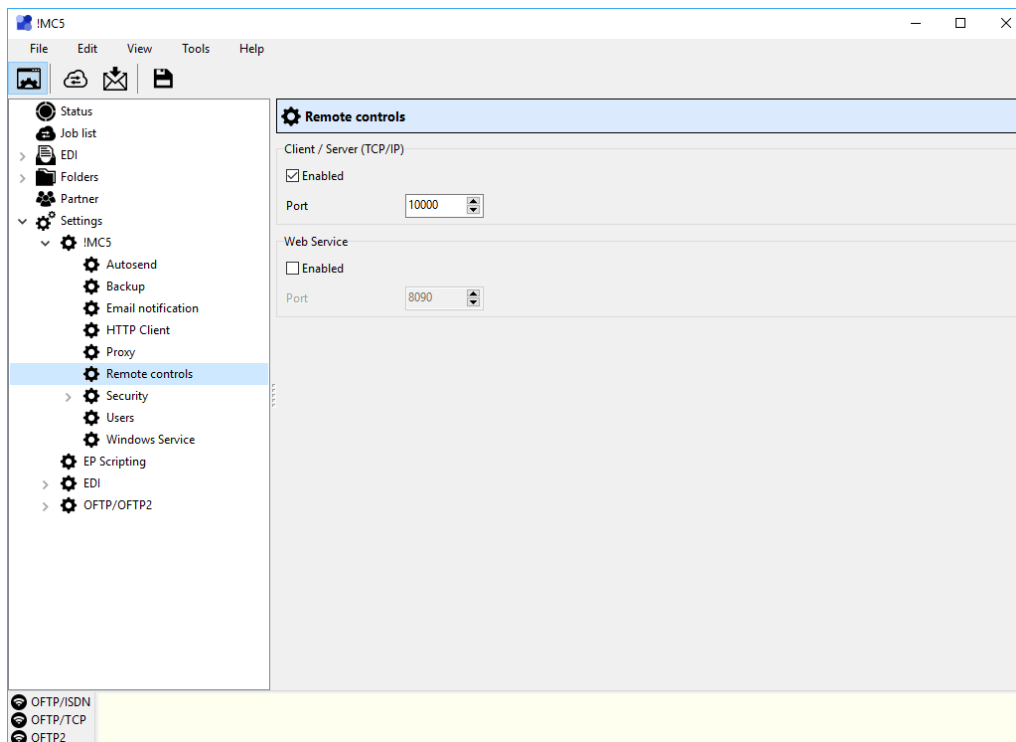 !MC5
File Edit View Tools Help
Status
Job list
EDI
Folders
Partner
Settings
!MC5
Autosend
Backup
Email notification
HTTP Client
Proxy
Remote controls
Security
Users
Windows Service
EP Scripting
EDI
OFTP/OFTP2
Remote controls
Client / Server (TCP/IP)
Enabled
Port 10000
Web Service
Enabled
Port 8090
OFTP/ISDN
OFTP/TCP
OFTP2